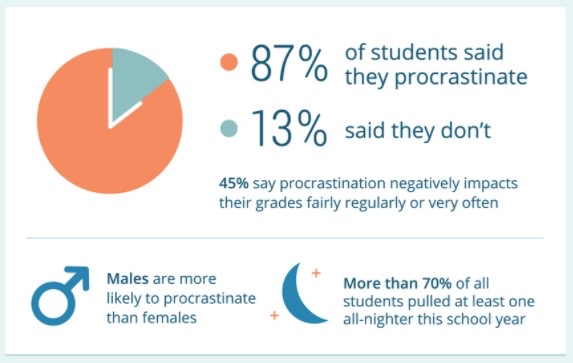 87% of students said
they procrastinate
13% said they don't
45% say procrastination negatively impacts
their grades fairly regularly or very often
Males are more
likely to procrastinate
than females
More than 70% of all
students pulled at least one
all-nighter this school year